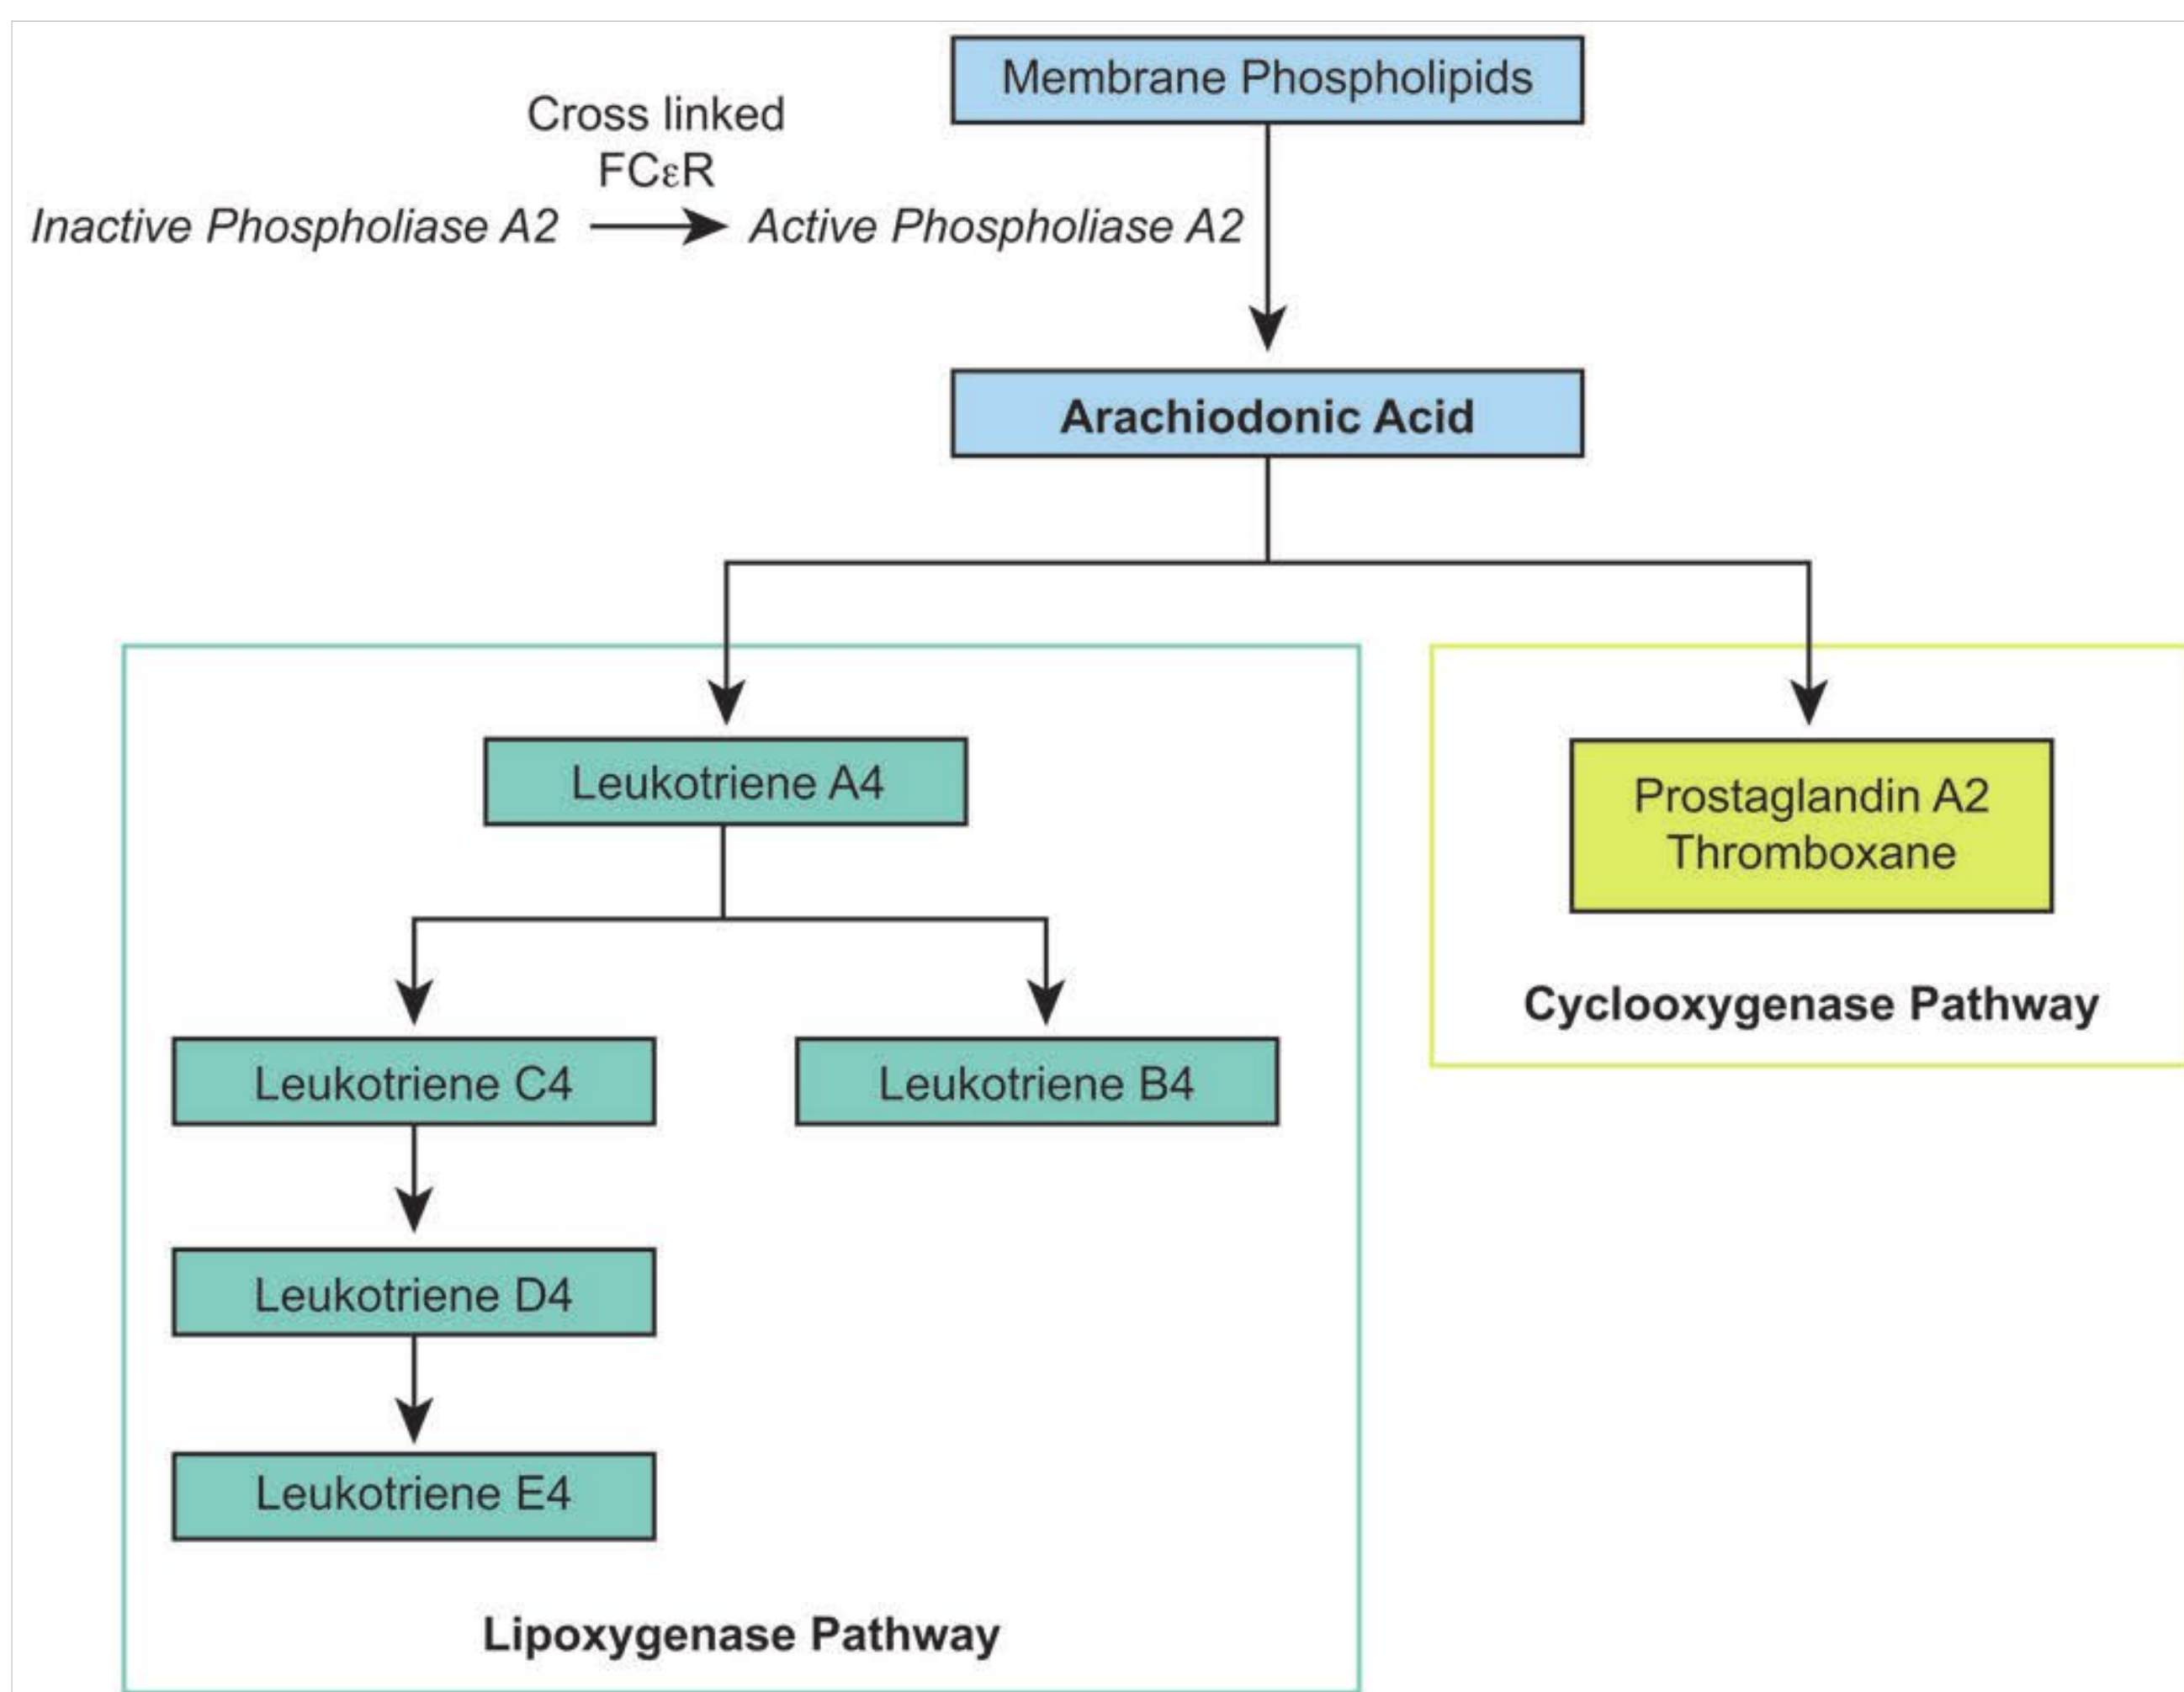 Membrane Phospholipids
Cross linked
FCεR
Inactive Phospholiase A2
Active Phospholiase A2
Arachiodonic Acid
Leukotriene A4
Prostaglandin A2
Thromboxane
Cyclooxygenase Pathway
Leukotriene C4
Leukotriene B4
Leukotriene D4
Leukotriene E4
Lipoxygenase Pathway